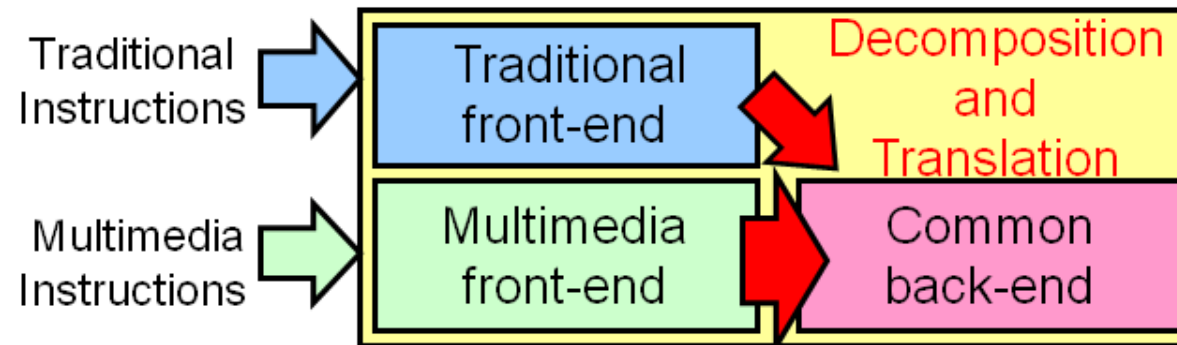 Traditional
Instructions
Traditional
front-end
Decomposition
and
Translation
Multimedia
Instructions
Multimedia
front-end
Common
back-end